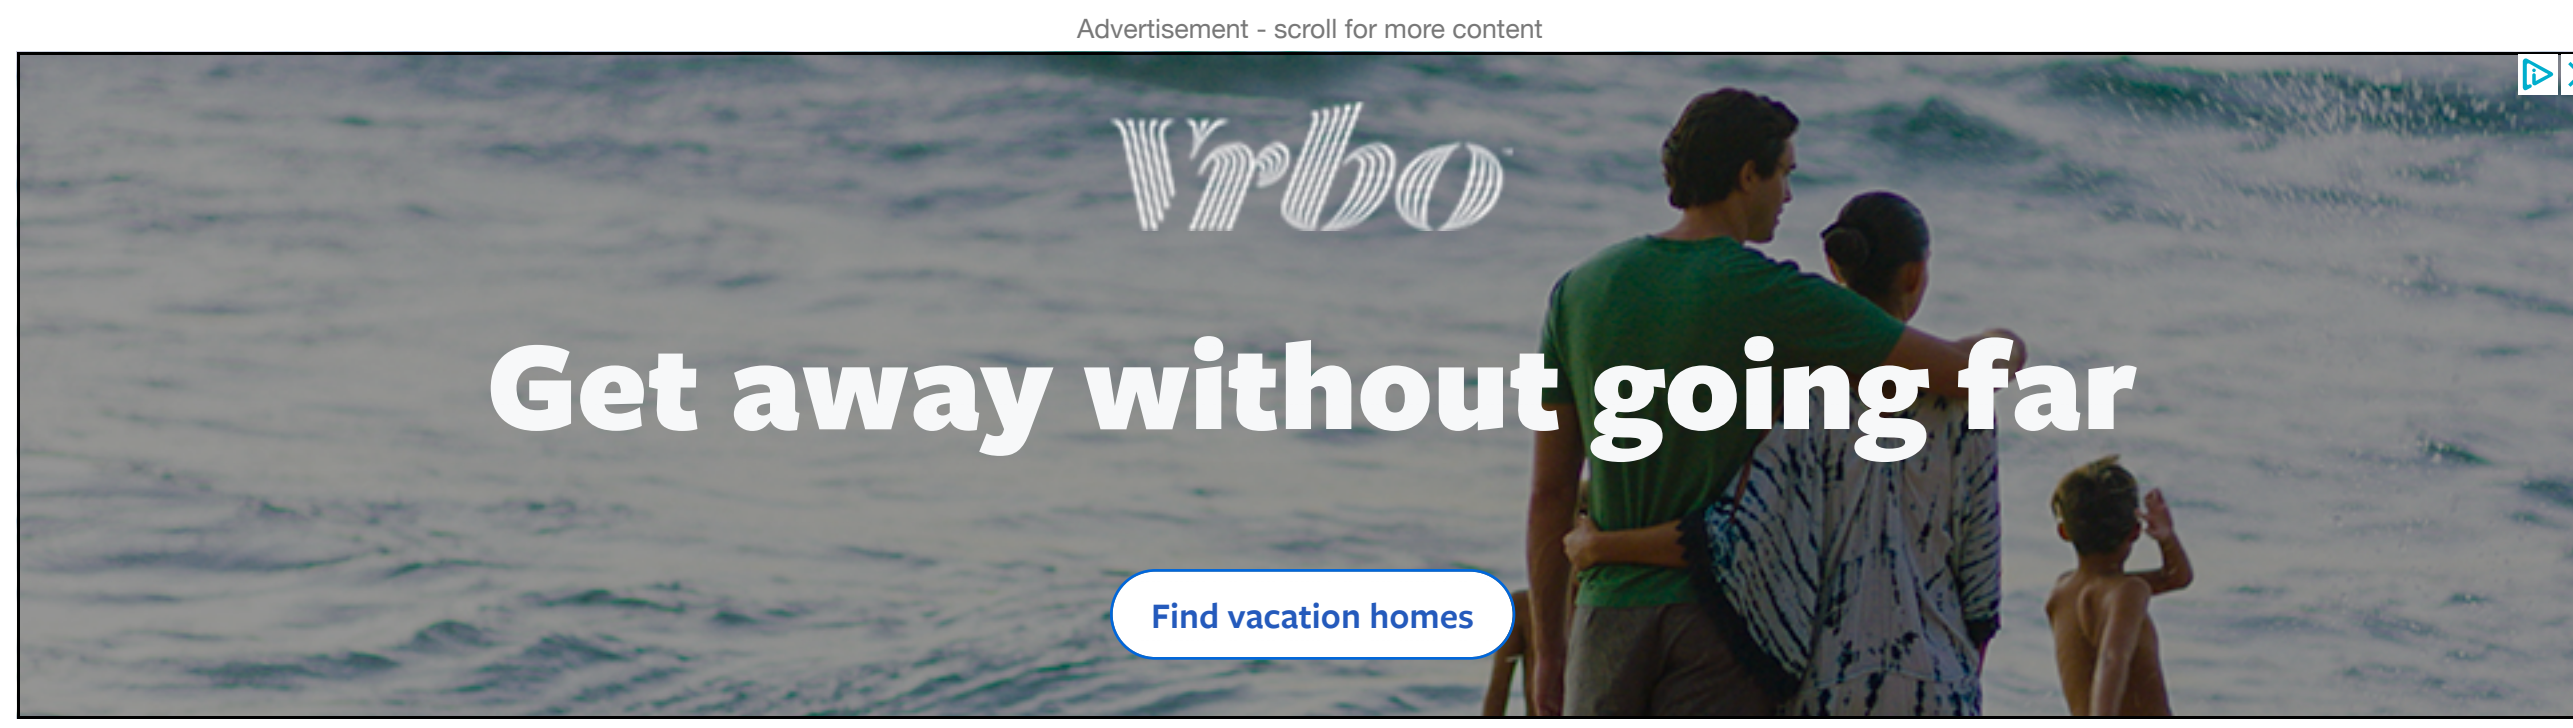 Advertisement - scroll for more content
Vrbo
Get away without going far
Find vacation homes